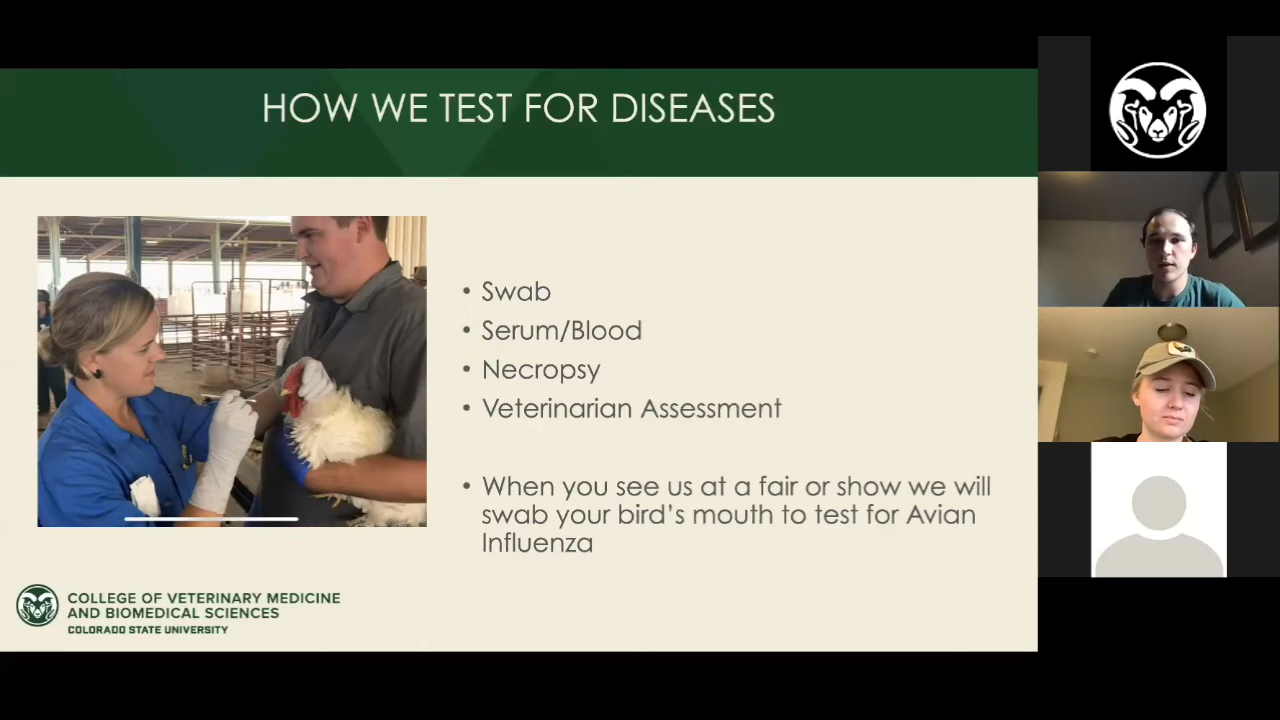 HOW WE TEST FOR DISEASES
• Swab
• Serum/Blood
• Necropsy
• Veterinarian Assessment
• When you see us at a fair or show we will
swab your bird's mouth to test for Avian
Influenza
COLLEGE OF VETERINARY MEDICINE
AND BIOMEDICAL SCIENCES
COLORADO STATE UNIVERSITY